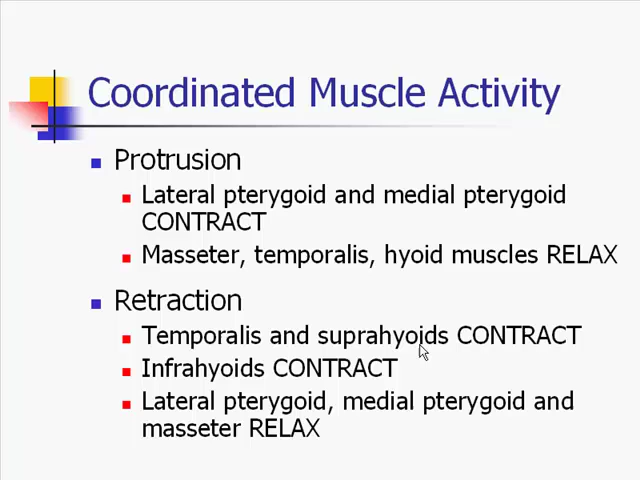 Coordinated Muscle Activity
Protrusion
Lateral pterygoid and medial pterygoid
CONTRACT
Masseter, temporalis, hyoid muscles RELAX
Retraction
Temporalis and suprahyoids CONTRACT
Infrahyoids CONTRACT
Lateral pterygoid, medial pterygoid and
masseter RELAX